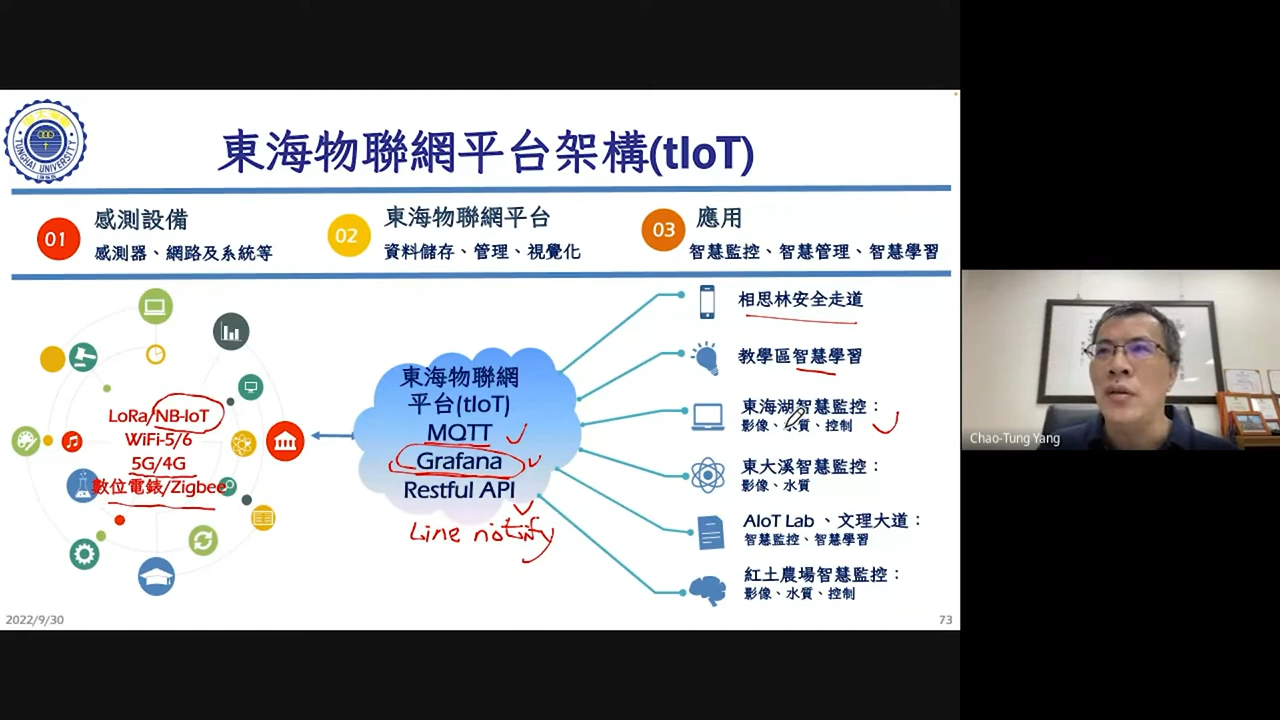 東海物聯網平台架構(tIoT)
TUNGHAI UNIVERSITY
01
感測設備
感測器、網路及系統等
02
東海物聯網平台
資料儲存、管理、視覺化
03
應用
智慧監控、智慧管理、智慧學習
LoRa/NB-IoT
WiFi-5/6
5G/4G
數位電錶/Zigbee
東海物聯網
平台(tIoT)
MQTT
Grafana
Restful API
Line notify
相思林安全走道
教學區智慧學習
東海湖智慧監控：
影像、水質、控制
東大溪智慧監控：
影像、水質
AIoT Lab、文理大道：
智慧監控、智慧學習
紅土農場智慧監控：
影像、水質、控制
2022/9/30
73
Chao-Tung Yang